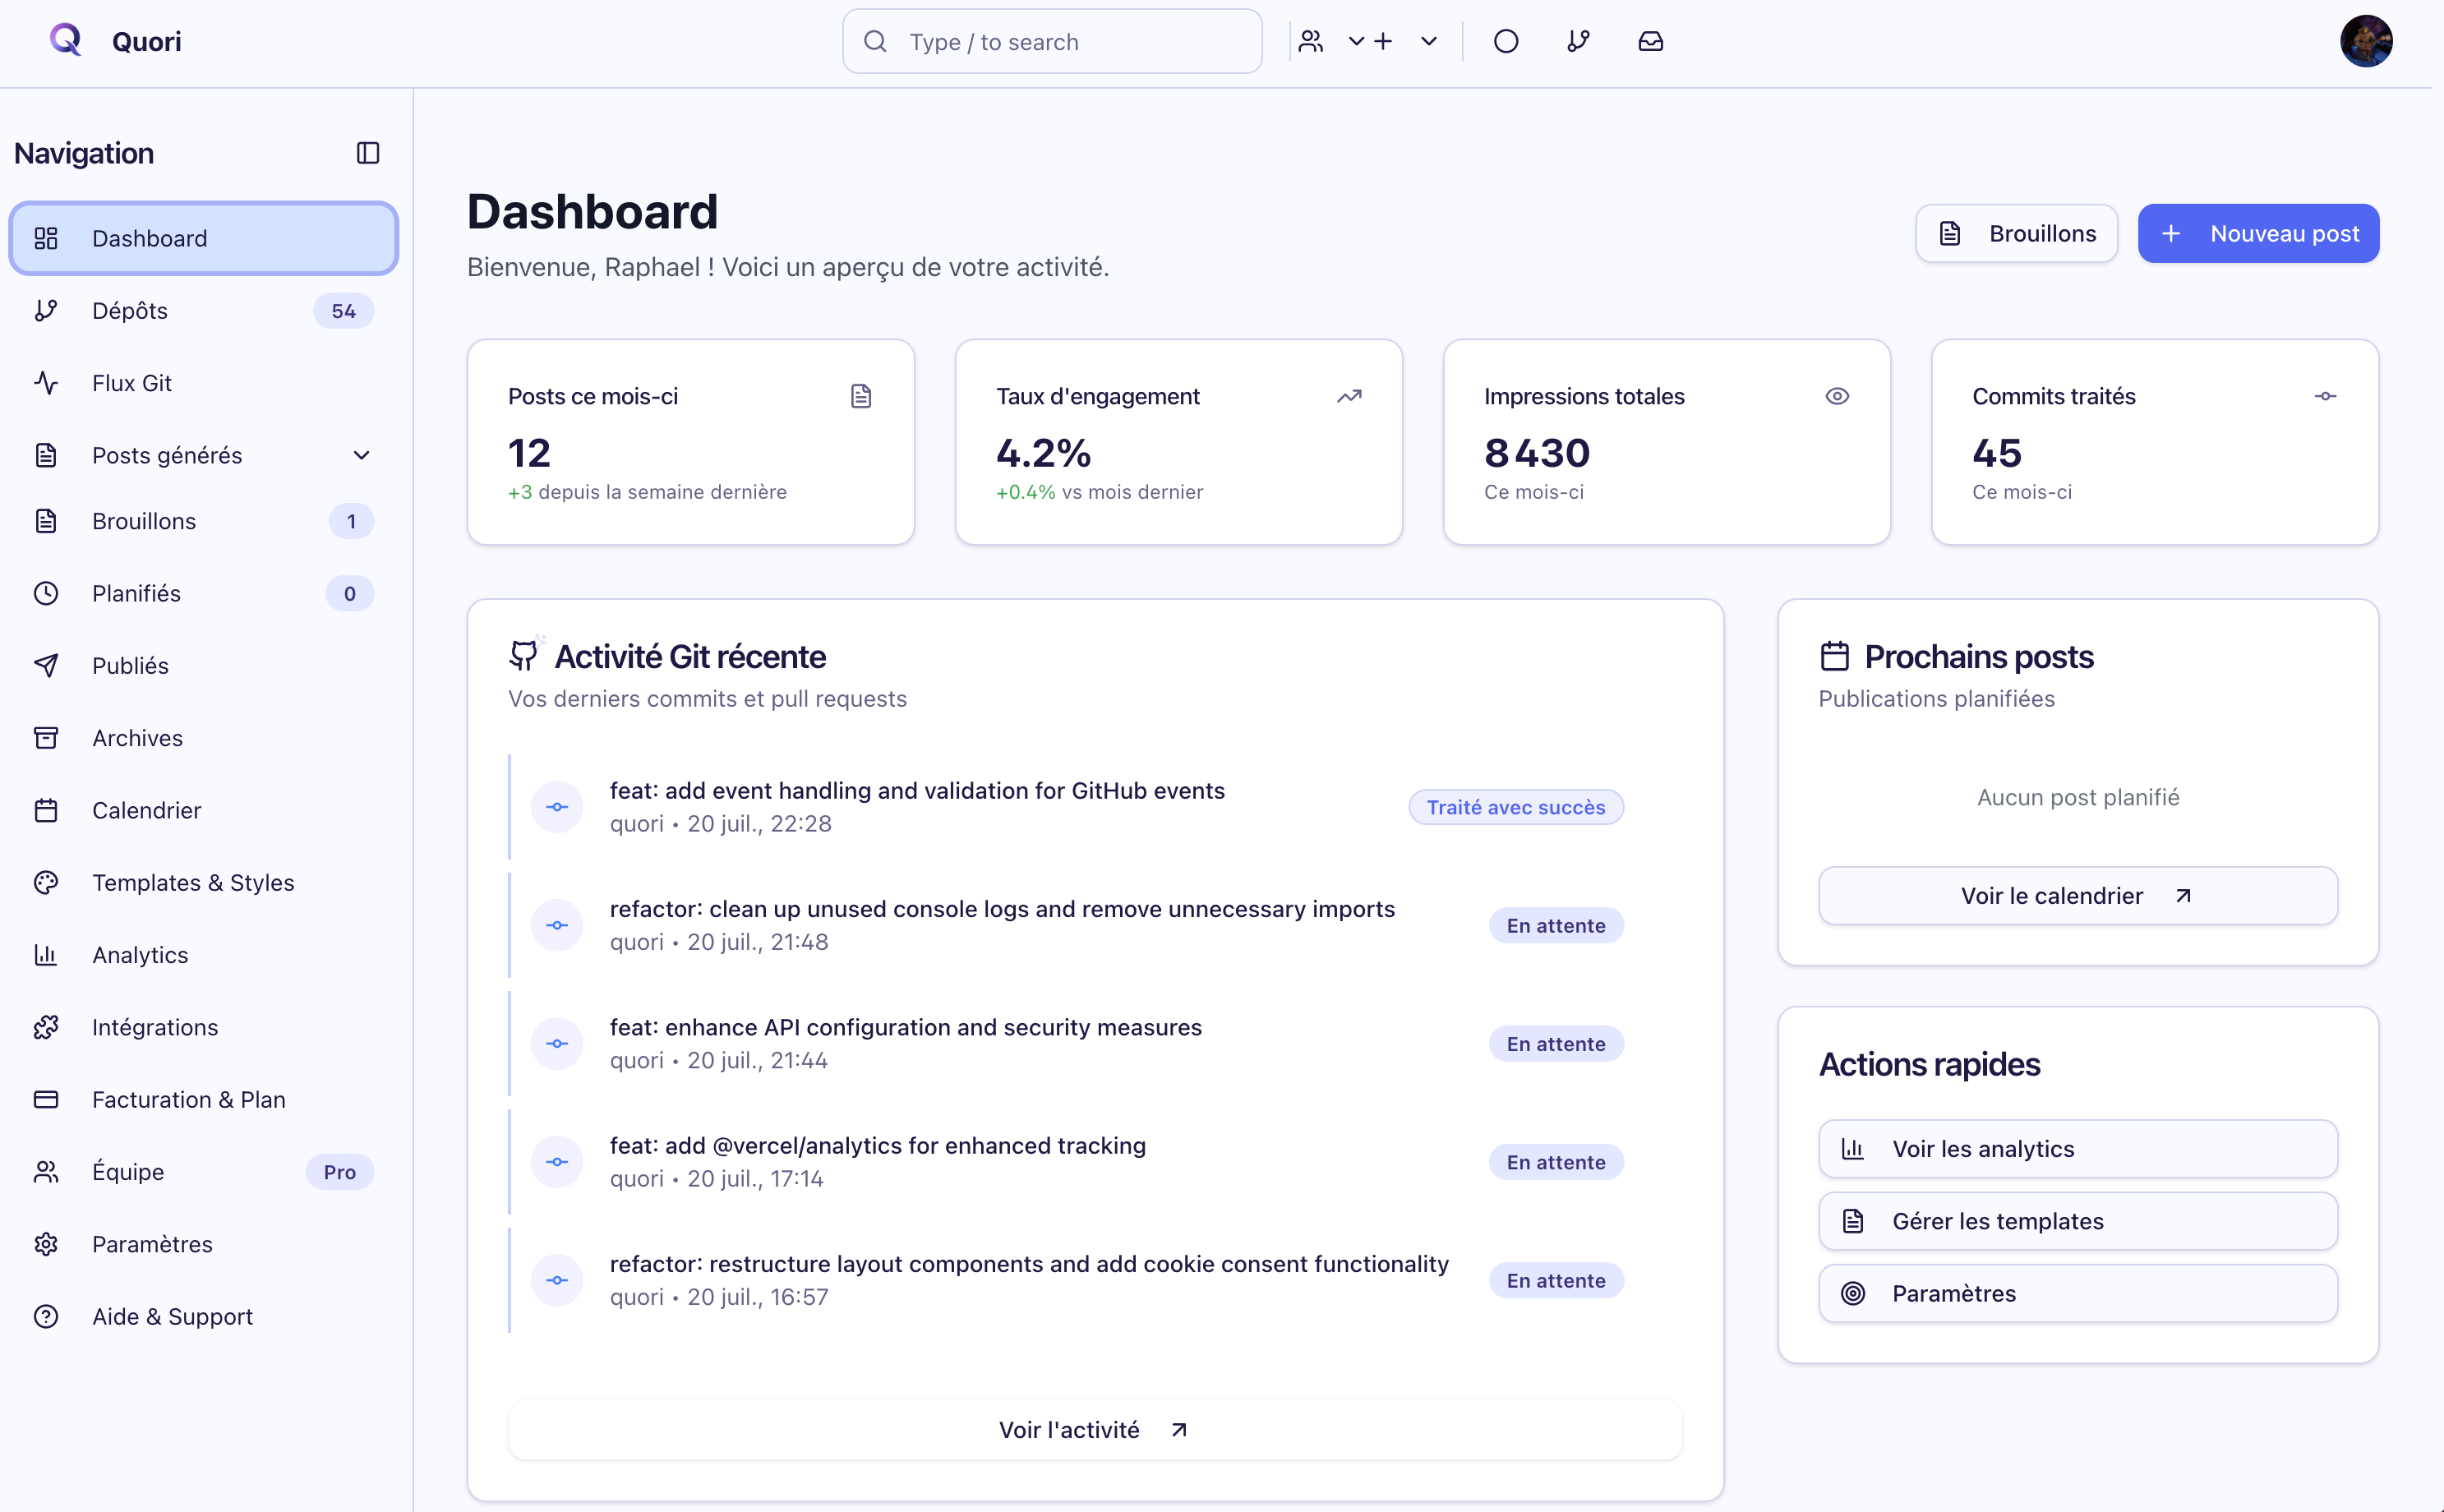 Quori
Type / to search
Navigation
Dashboard
Dépôts
54
Flux Git
Posts générés
Brouillons
1
Planifiés
0
Publiés
Archives
Calendrier
Templates & Styles
Analytics
Intégrations
Facturation & Plan
Équipe
Pro
Paramètres
Aide & Support
Dashboard
Bienvenue, Raphael ! Voici un aperçu de votre activité.
Brouillons
Nouveau post
Posts ce mois-ci
12
+3 depuis la semaine dernière
Taux d'engagement
4.2%
+0.4% vs mois dernier
Impressions totales
8 430
Ce mois-ci
Commits traités
45
Ce mois-ci
Activité Git récente
Vos derniers commits et pull requests
feat: add event handling and validation for GitHub events
quori • 20 juil., 22:28
Traité avec succès
refactor: clean up unused console logs and remove unnecessary imports
quori • 20 juil., 21:48
En attente
feat: enhance API configuration and security measures
quori • 20 juil., 21:44
En attente
feat: add @vercel/analytics for enhanced tracking
quori • 20 juil., 17:14
En attente
refactor: restructure layout components and add cookie consent functionality
quori • 20 juil., 16:57
En attente
Voir l'activité
Prochains posts
Publications planifiées
Aucun post planifié
Voir le calendrier
Actions rapides
Voir les analytics
Gérer les templates
Paramètres